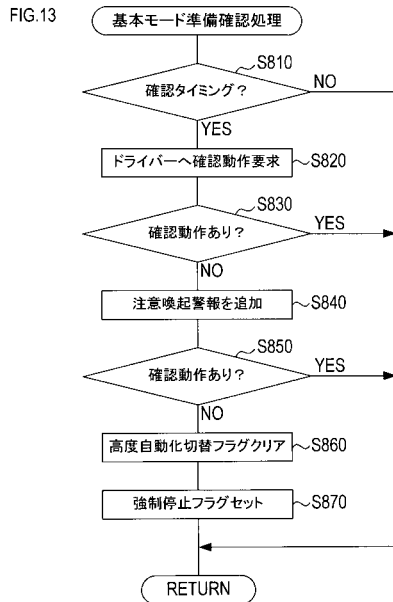 FIG.13
基本モード準備確認処理
S810
確認タイミング?
NO
YES
ドライバーへ確認動作要求
S820
S830
確認動作あり?
YES
NO
注意喚起警報を追加
S840
S850
確認動作あり?
YES
NO
高度自動化切替フラグクリア
S860
強制停止フラグセット
S870
RETURN